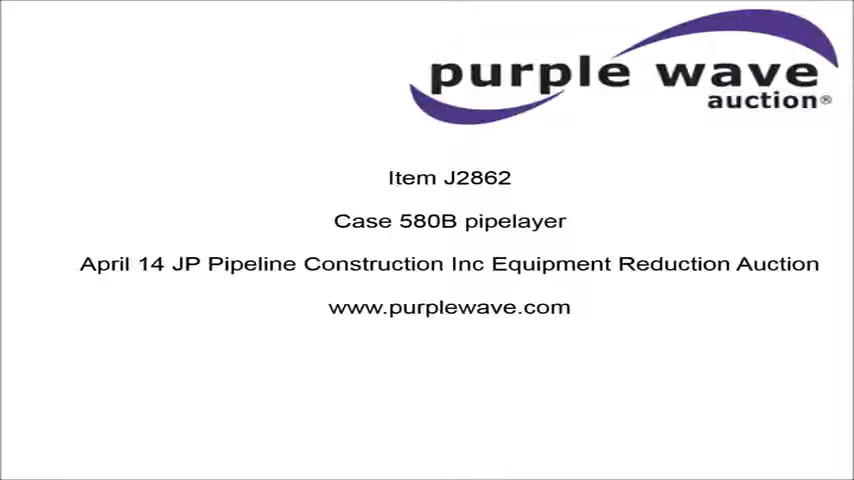 purple wave
auction®
Item J2862
Case 580B pipelayer
April 14 JP Pipeline Construction Inc Equipment Reduction Auction
www.purplewave.com